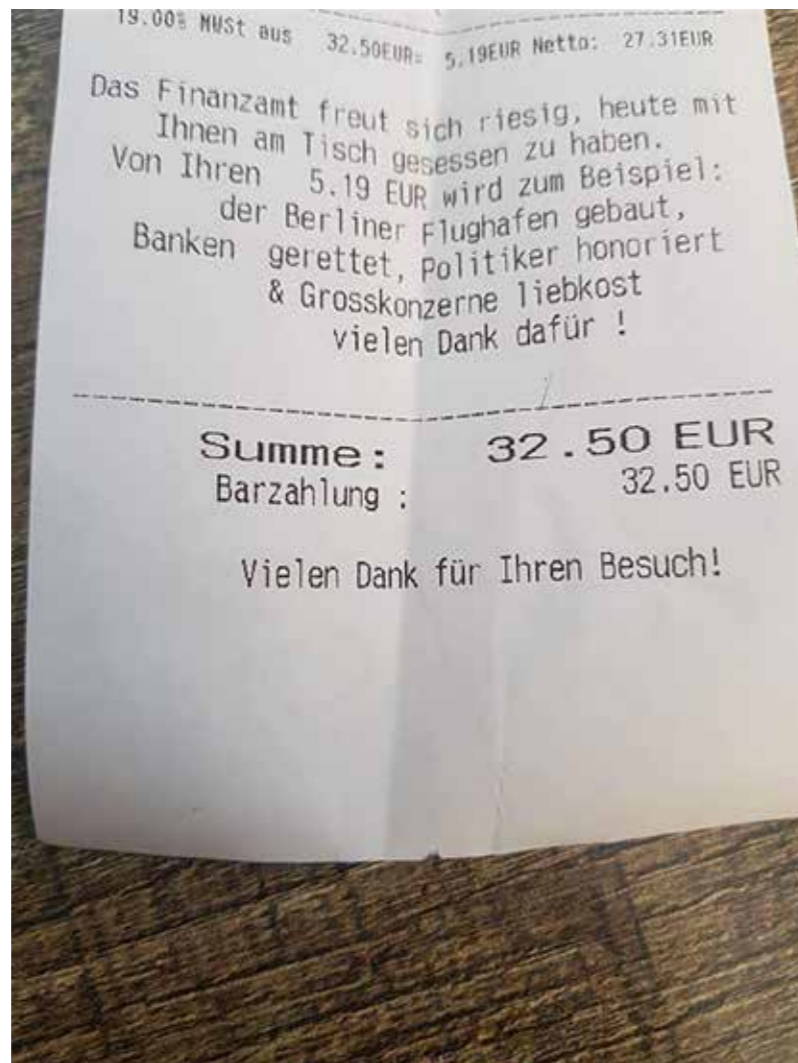 19.00% MWSt aus 32.50EUR= 5.19EUR Netto: 27.31EUR
Das Finanzamt freut sich riesig, heute mit
Ihnen am Tisch gesessen zu haben.
Von Ihren 5.19 EUR wird zum Beispiel:
der Berliner Flughafen gebaut,
Banken gerettet, Politiker honoriert
& Grosskonzerne liebkost
vielen Dank dafür !
Summe: 32.50 EUR
Barzahlung : 32.50 EUR
Vielen Dank für Ihren Besuch!